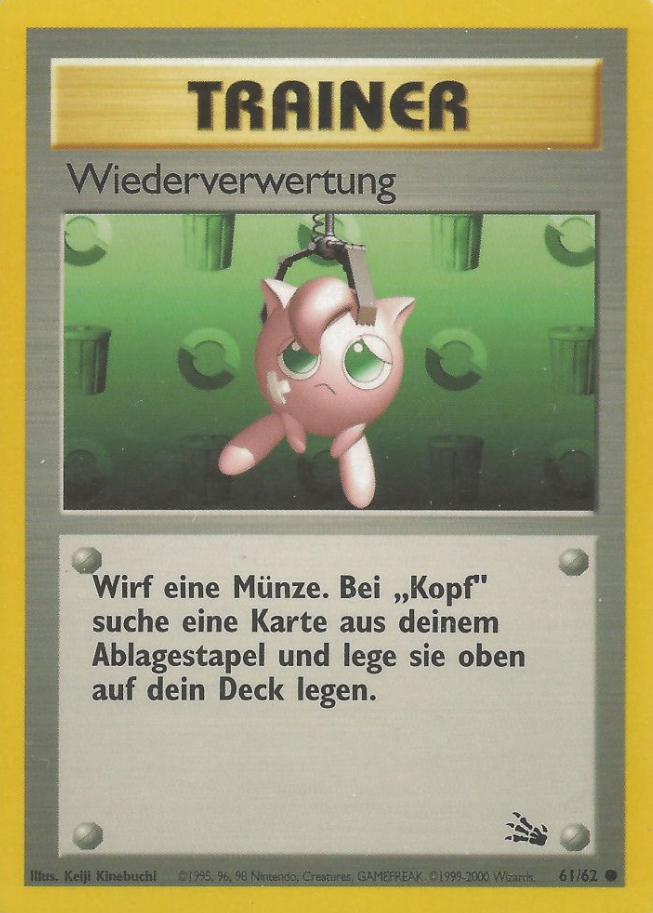 TRAINER
Wiederverwertung
Wirf eine Münze. Bei „Kopf"
suche eine Karte aus deinem
Ablagestapel und lege sie oben
auf dein Deck legen.
Illus. Keiji Kinebuchi ©1995, 96, 98 Nintendo, Creatures, GAMEFREAK. ©1999-2000 Wizards. 61/62 ●